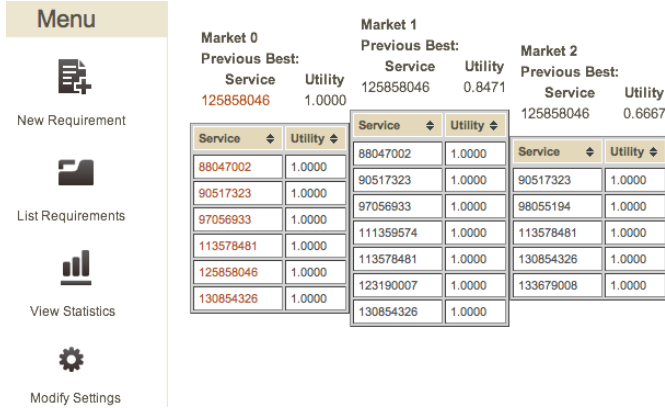 Menu
New Requirement
List Requirements
View Statistics
Modify Settings
Market 0
Previous Best:
Service Utility
125858046 1.0000
Service Utility
88047002 1.0000
90517323 1.0000
97056933 1.0000
113578481 1.0000
125858046 1.0000
130854326 1.0000
Market 1
Previous Best:
Service Utility
125858046 0.8471
Service Utility
88047002 1.0000
90517323 1.0000
97056933 1.0000
111359574 1.0000
113578481 1.0000
123190007 1.0000
130854326 1.0000
Market 2
Previous Best:
Service Utility
125858046 0.6667
Service Utility
90517323 1.0000
98055194 1.0000
113578481 1.0000
130854326 1.0000
133679008 1.0000